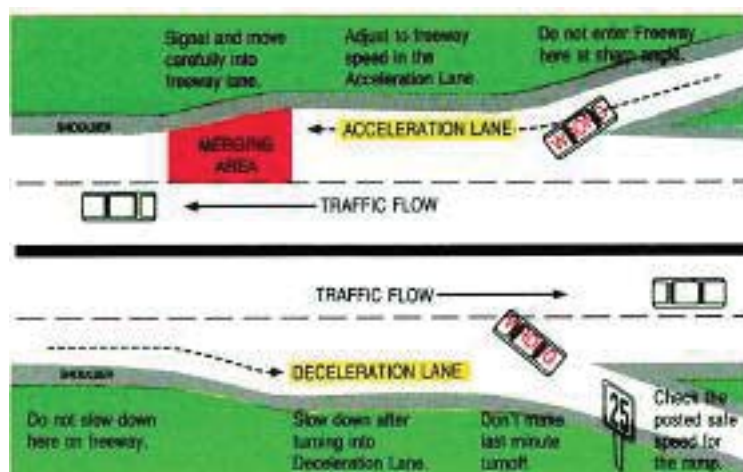 Signal and move
carefully into
freeway lane.
Adjust to freeway
speed in the
Acceleration Lane.
Do not enter Freeway
here at sharp angle.
SHOULDER
MERGING
AREA
ACCELERATION LANE
WRONG
TRAFFIC FLOW
TRAFFIC FLOW
WRONG
DECELERATION LANE
SHOULDER
Do not slow down
here on freeway.
Slow down after
turning into
Deceleration Lane.
Don't make
last minute
turnoff.
25
Check the
posted safe
speed for
the ramp.